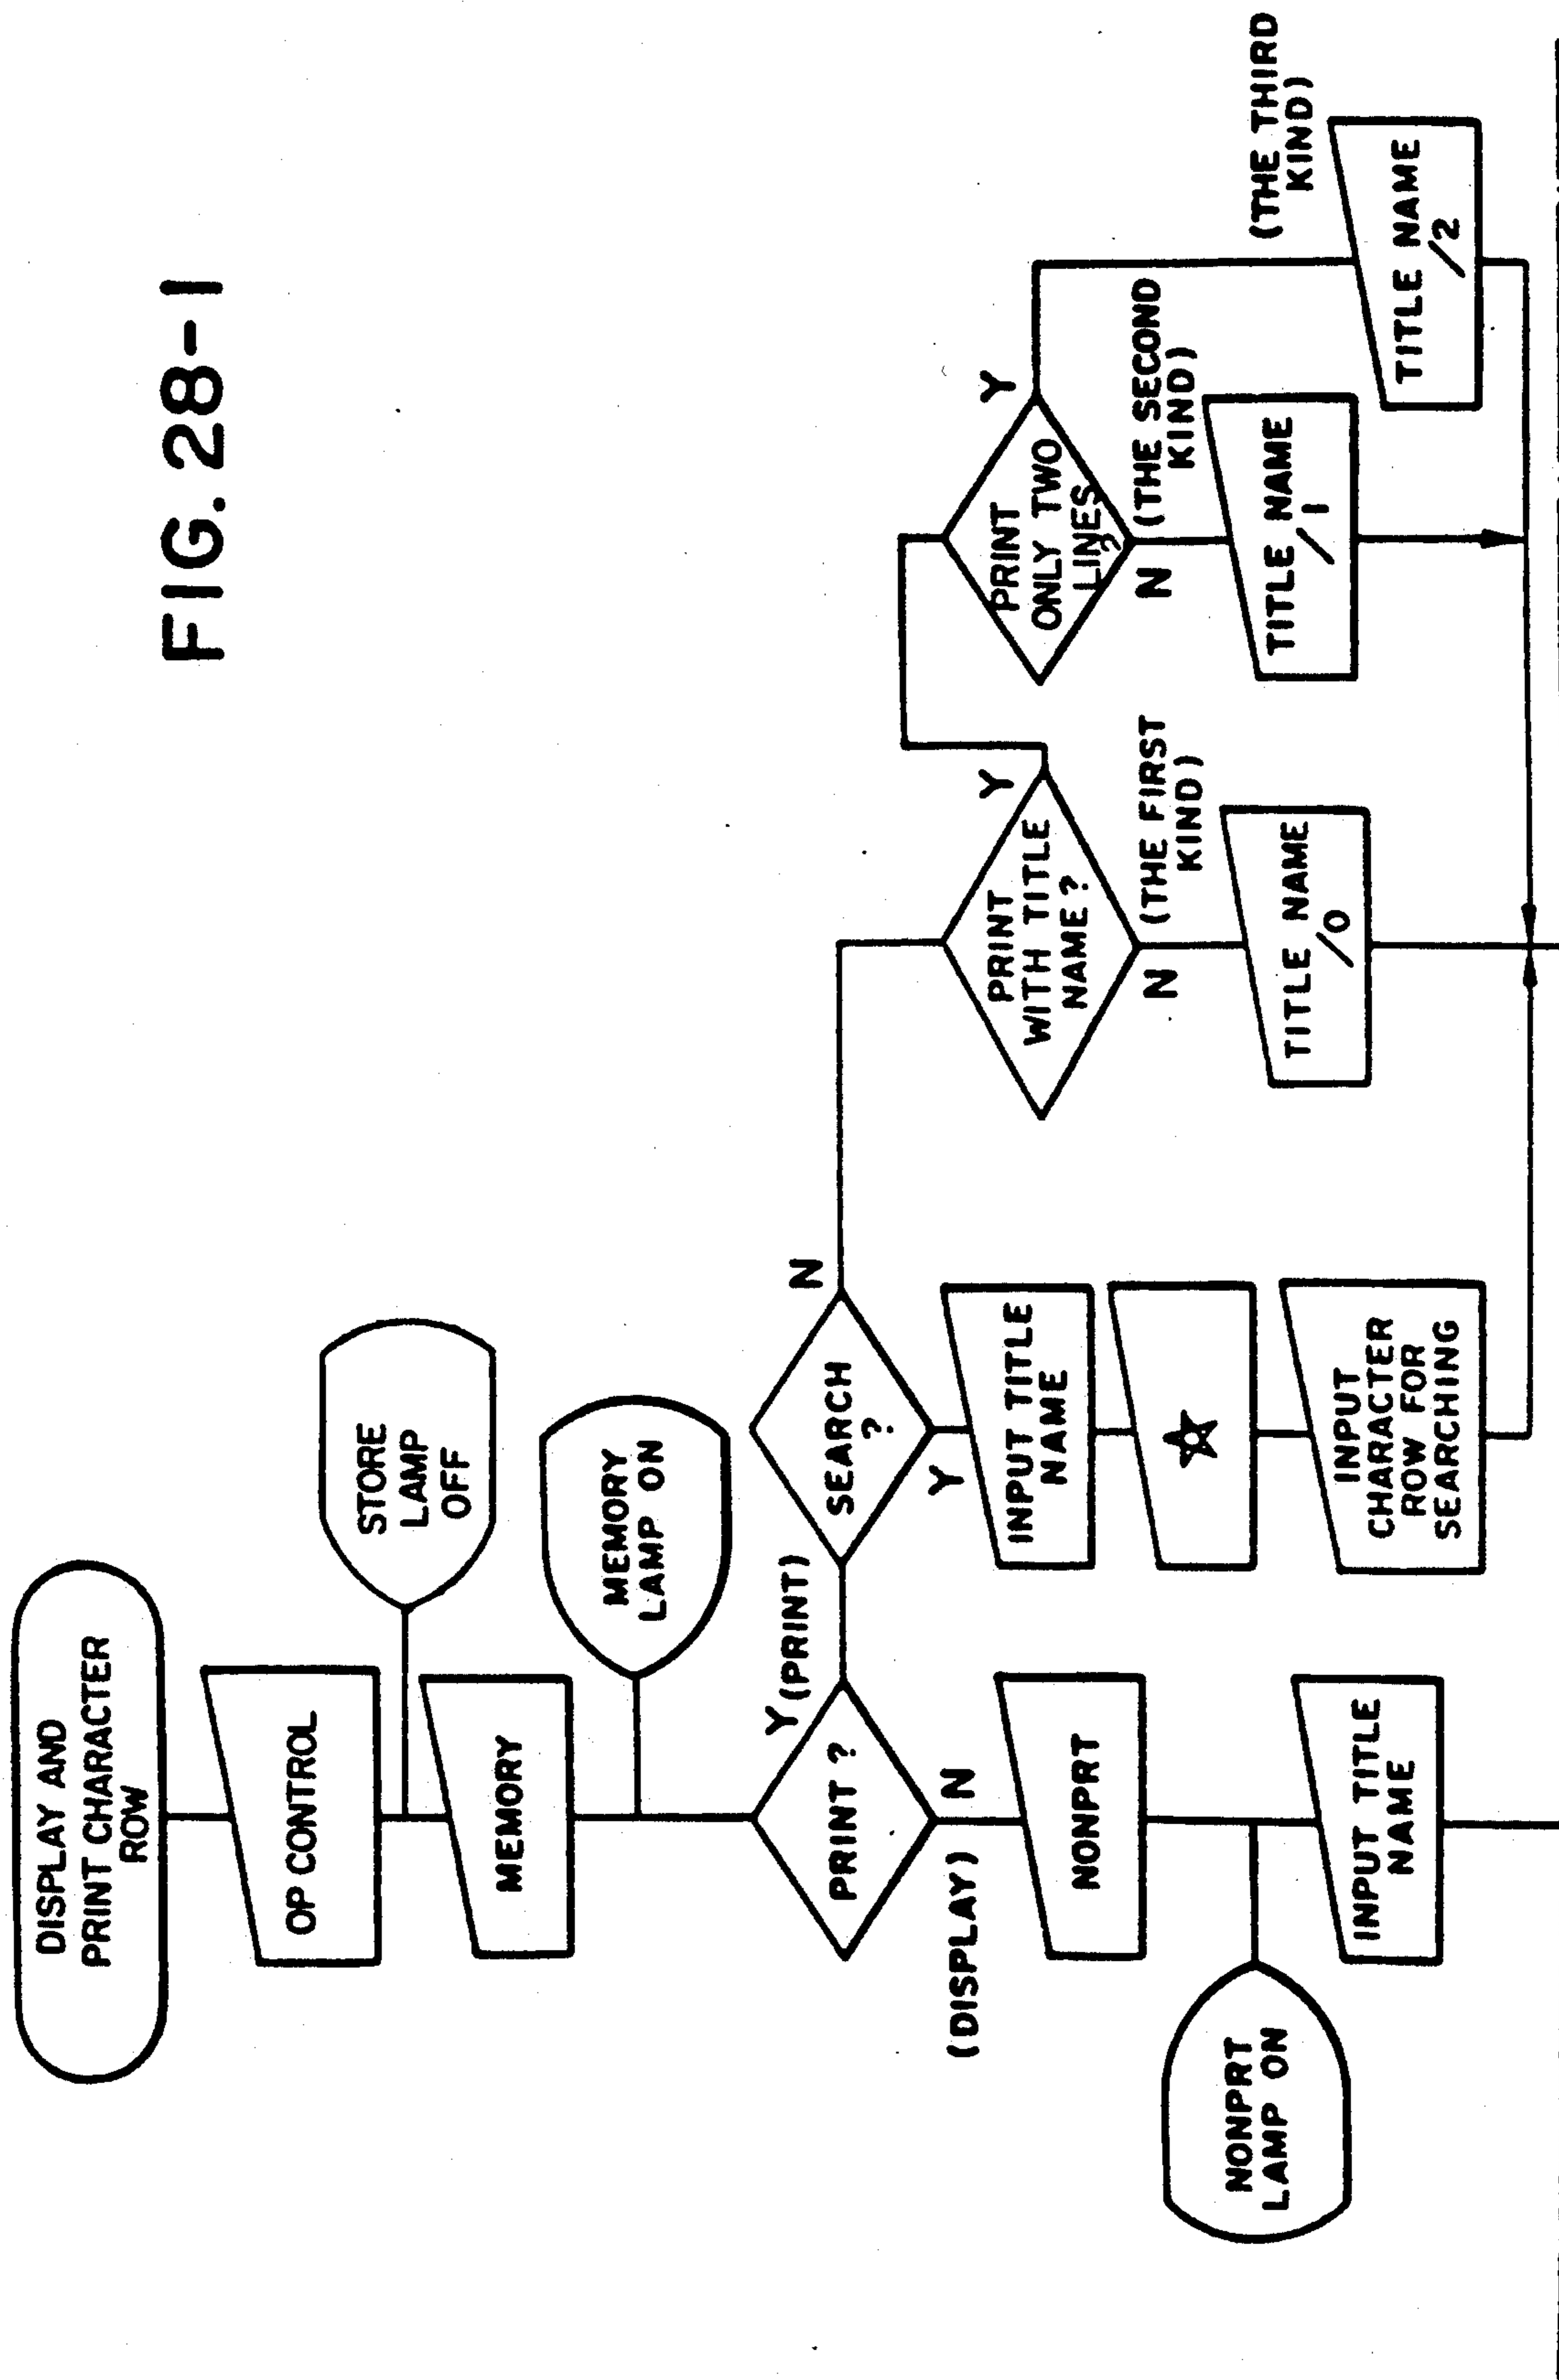 FIG. 28-1
DISPLAY AND
PRINT CHARACTER
ROW
OP CONTROL
STORE
LAMP
OFF
MEMORY
MEMORY
LAMP ON
PRINT ?
Y (PRINT)
N
(DISPLAY)
NONPRT
NONPRT
LAMP ON
INPUT TITLE
NAME
SEARCH
?
N
Y
INPUT TITLE
NAME
☆
INPUT
CHARACTER
ROW FOR
SEARCHING
PRINT
WITH TITLE
NAME ?
Y
N
(THE FIRST
KIND)
TITLE NAME
/0
PRINT
ONLY TWO
LINES
?
Y
N
(THE SECOND
KIND)
TITLE NAME
/1
(THE THIRD
KIND)
TITLE NAME
/2